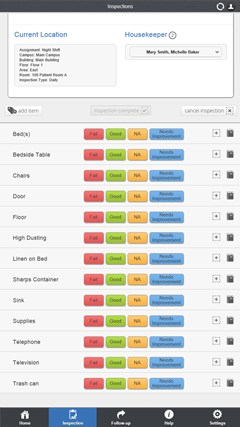 Inspections
Current Location
Housekeeper
Assignment: Night Shift
Campus: Main Campus
Building: Main Building
Floor: Floor 1
Area: East
Room: 100 Patient Room A
Inspection Type: Daily
Mary Smith, Michelle Baker
add item
inspection complete
cancel inspection
Bed(s) Fail Good NA Needs Improvement
Bedside Table Fail Good NA Needs Improvement
Chairs Fail Good NA Needs Improvement
Door Fail Good NA Needs Improvement
Floor Fail Good NA Needs Improvement
High Dusting Fail Good NA Needs Improvement
Linen on Bed Fail Good NA Needs Improvement
Sharps Container Fail Good NA Needs Improvement
Sink Fail Good NA Needs Improvement
Supplies Fail Good NA Needs Improvement
Telephone Fail Good NA Needs Improvement
Television Fail Good NA Needs Improvement
Trash can Fail Good NA Needs Improvement
Home Inspection Follow-up Help Settings